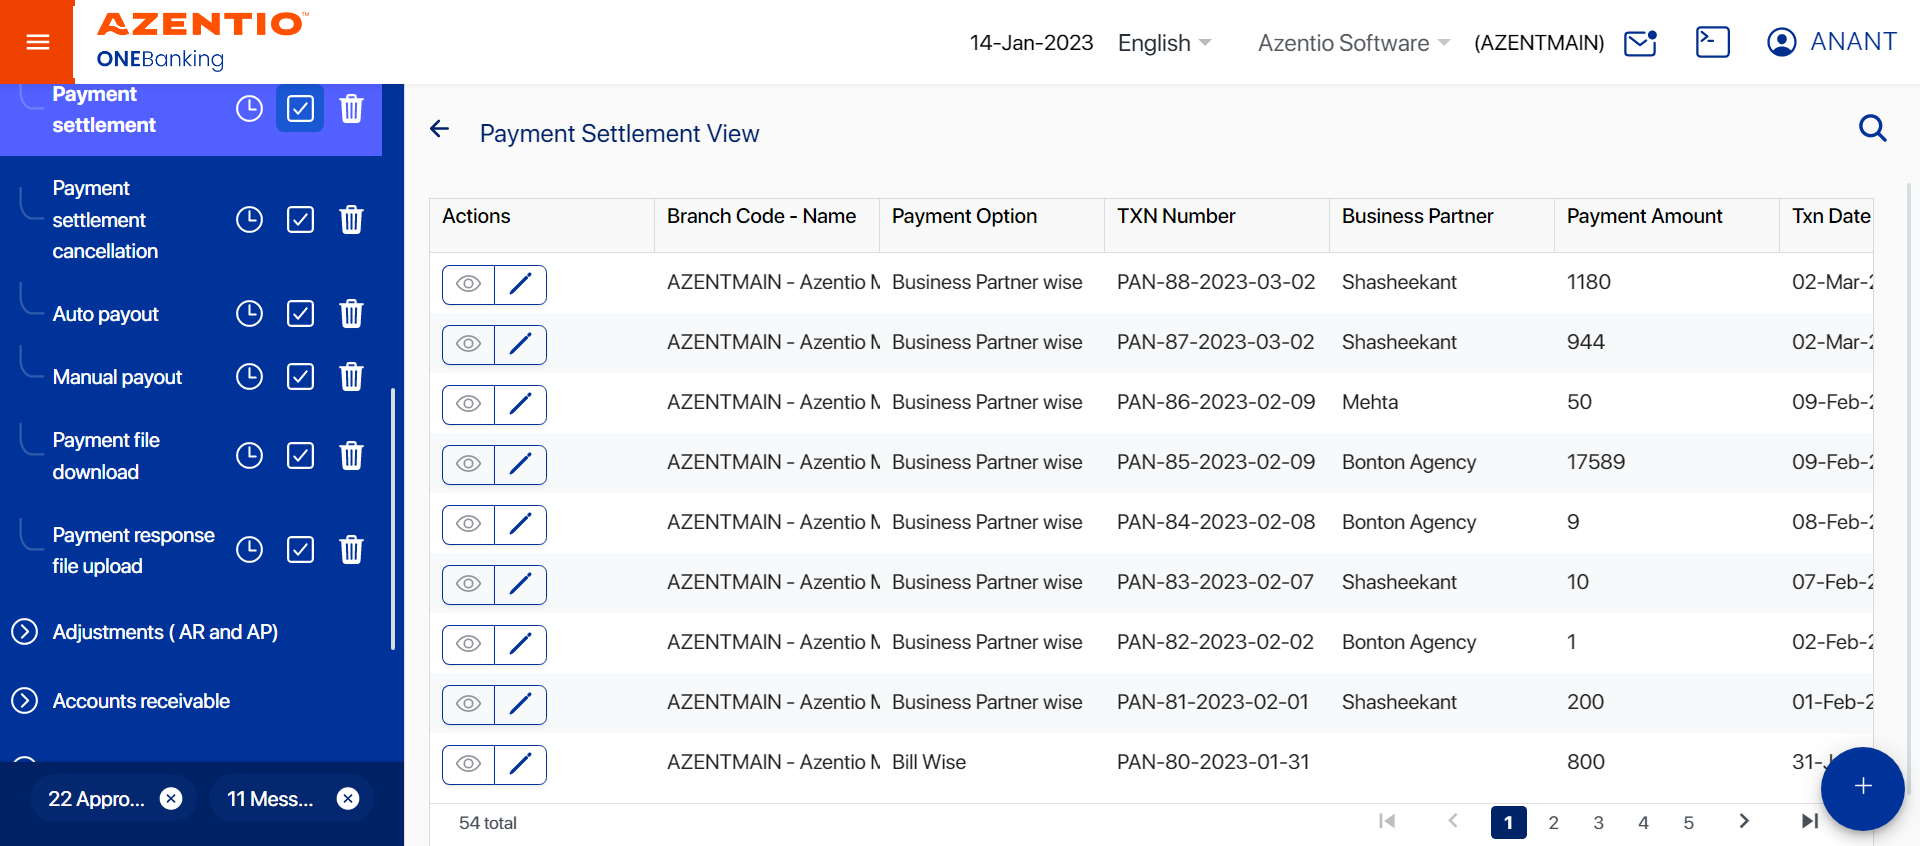 AZENTIO™
ONEBanking
14-Jan-2023 English Azentio Software (AZENTMAIN) ANANT
Payment
settlement
Payment
settlement
cancellation
Auto payout
Manual payout
Payment file
download
Payment response
file upload
Adjustments ( AR and AP)
Accounts receivable
22 Appro... 11 Mess...
Payment Settlement View
Actions Branch Code - Name Payment Option TXN Number Business Partner Payment Amount Txn Date
AZENTMAIN - Azentio M Business Partner wise PAN-88-2023-03-02 Shasheekant 1180 02-Mar-2
AZENTMAIN - Azentio M Business Partner wise PAN-87-2023-03-02 Shasheekant 944 02-Mar-2
AZENTMAIN - Azentio M Business Partner wise PAN-86-2023-02-09 Mehta 50 09-Feb-2
AZENTMAIN - Azentio M Business Partner wise PAN-85-2023-02-09 Bonton Agency 17589 09-Feb-2
AZENTMAIN - Azentio M Business Partner wise PAN-84-2023-02-08 Bonton Agency 9 08-Feb-2
AZENTMAIN - Azentio M Business Partner wise PAN-83-2023-02-07 Shasheekant 10 07-Feb-2
AZENTMAIN - Azentio M Business Partner wise PAN-82-2023-02-02 Bonton Agency 1 02-Feb-2
AZENTMAIN - Azentio M Business Partner wise PAN-81-2023-02-01 Shasheekant 200 01-Feb-2
AZENTMAIN - Azentio M Bill Wise PAN-80-2023-01-31 800 31-J
54 total 1 2 3 4 5